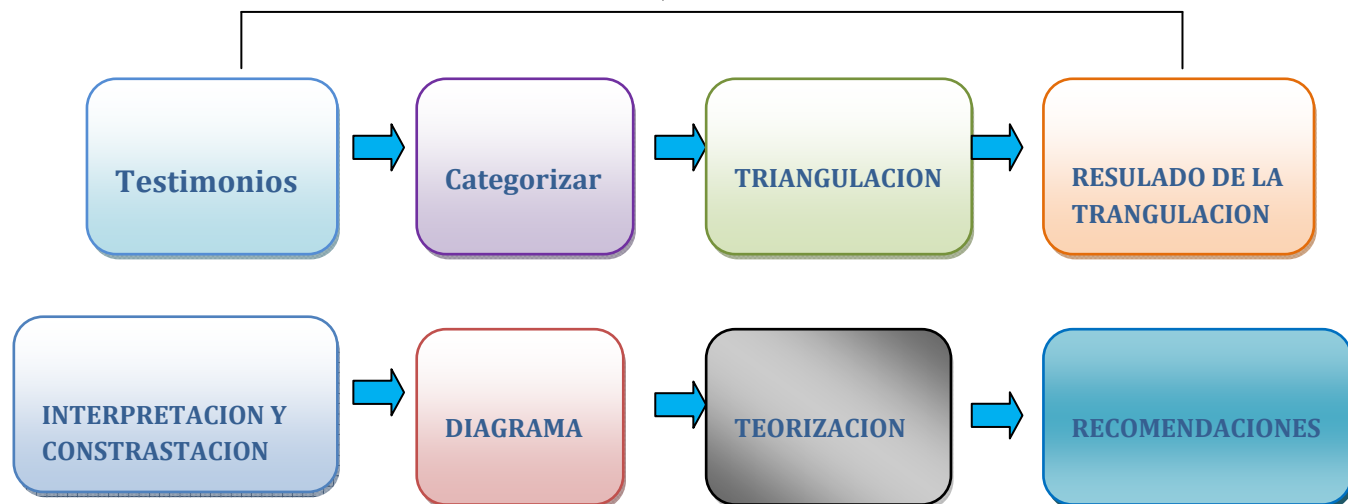 Testimonios
Categorizar
TRIANGULACION
RESULADO DE LA
TRANGULACION
INTERPRETACION Y
CONSTRASTACION
DIAGRAMA
TEORIZACION
RECOMENDACIONES